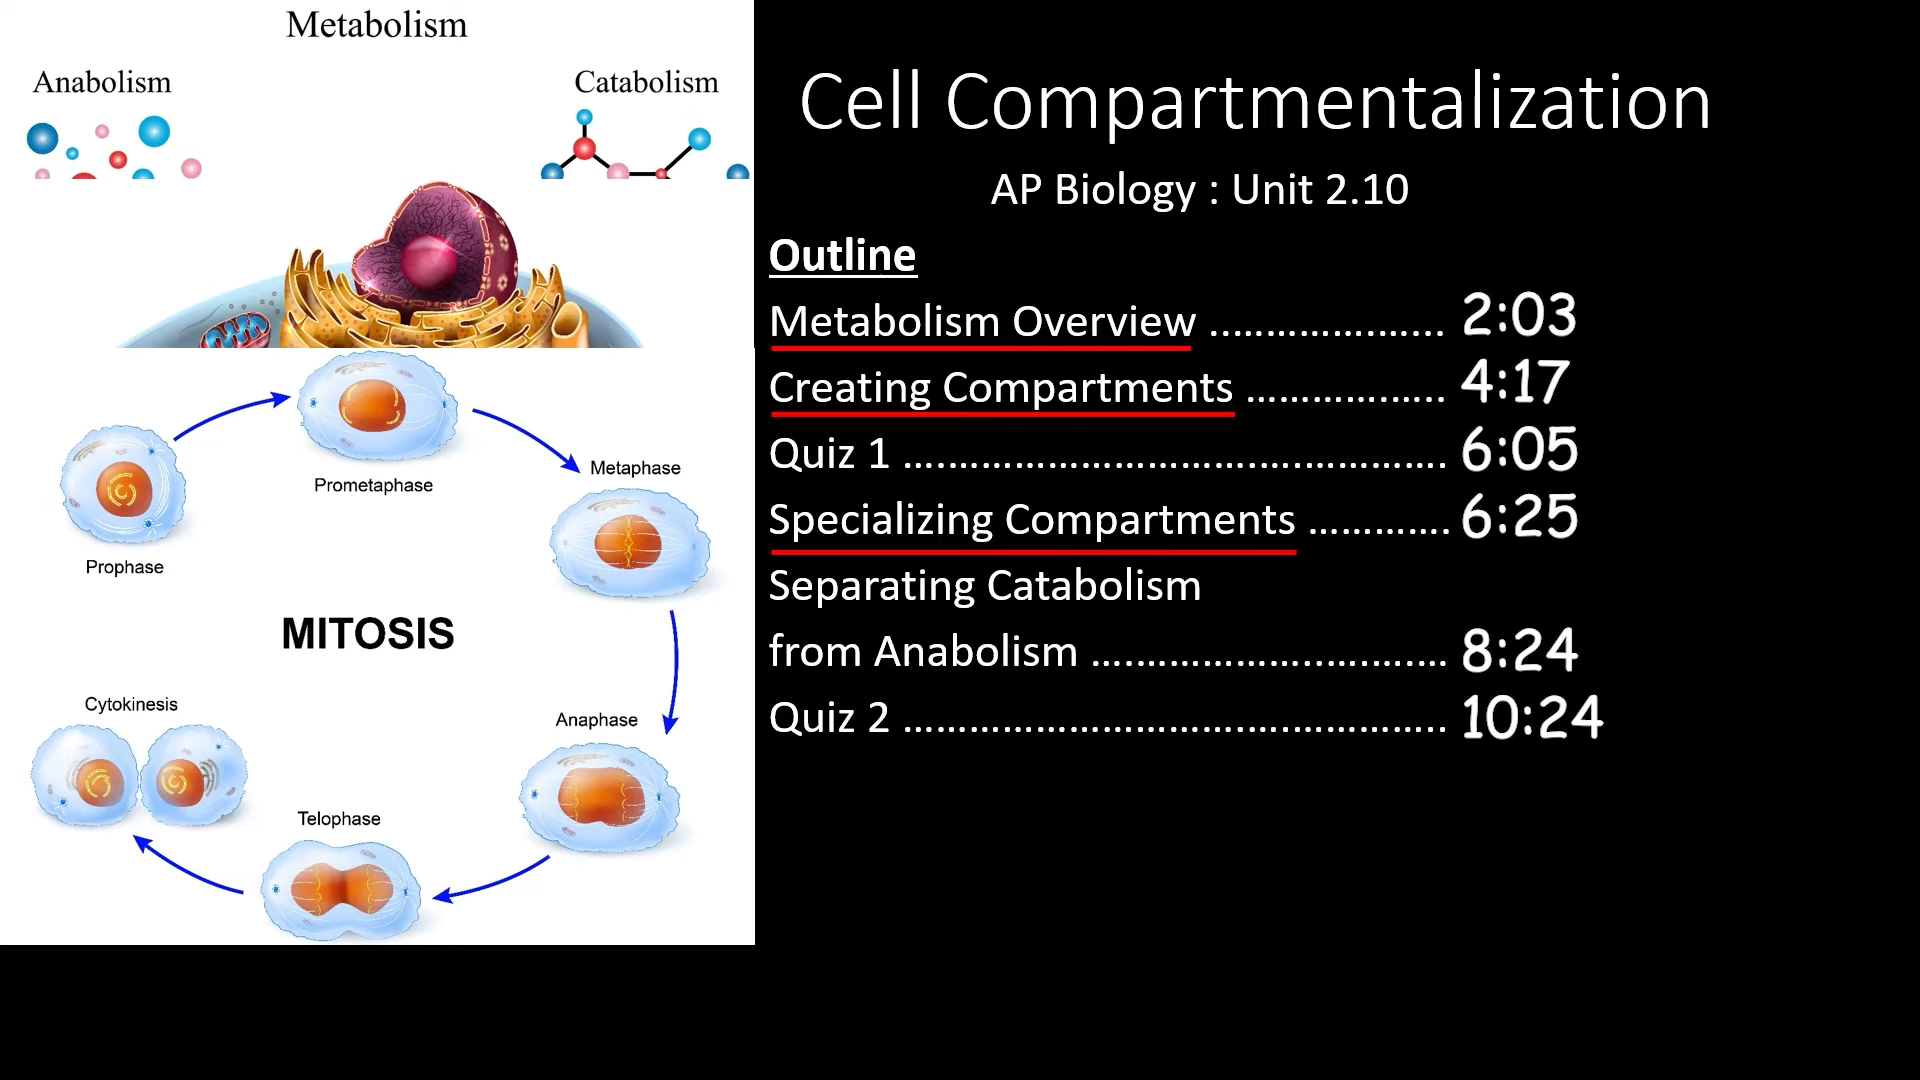 Metabolism
Anabolism
Catabolism
Prometaphase
Metaphase
Prophase
MITOSIS
Cytokinesis
Anaphase
Telophase
Cell Compartmentalization
AP Biology : Unit 2.10
Outline
Metabolism Overview ........................ 2:03
Creating Compartments ..................... 4:17
Quiz 1 ...................................................... 6:05
Specializing Compartments ............. 6:25
Separating Catabolism
from Anabolism .................................... 8:24
Quiz 2 ...................................................... 10:24